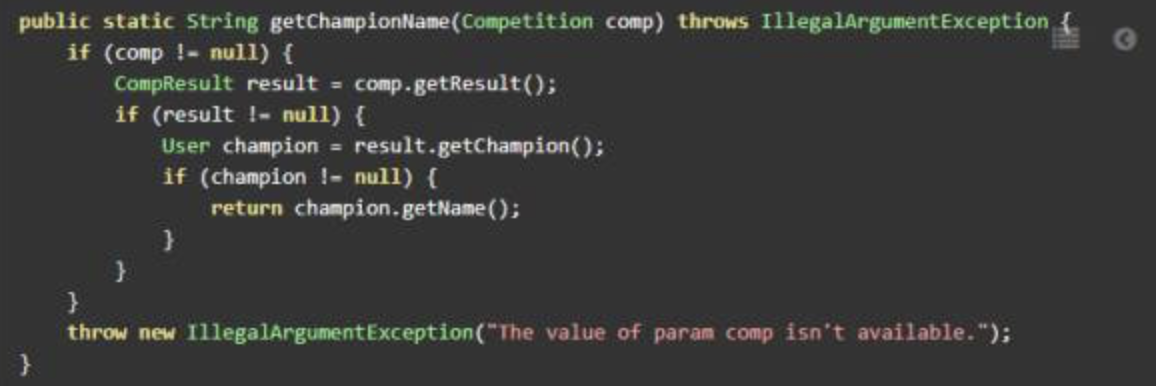 public static String getChampionName(Competition comp) throws IllegalArgumentException {
    if (comp != null) {
        CompResult result = comp.getResult();
        if (result != null) {
            User champion = result.getChampion();
            if (champion != null) {
                return champion.getName();
            }
        }
    }
    throw new IllegalArgumentException("The value of param comp isn't available.");
}